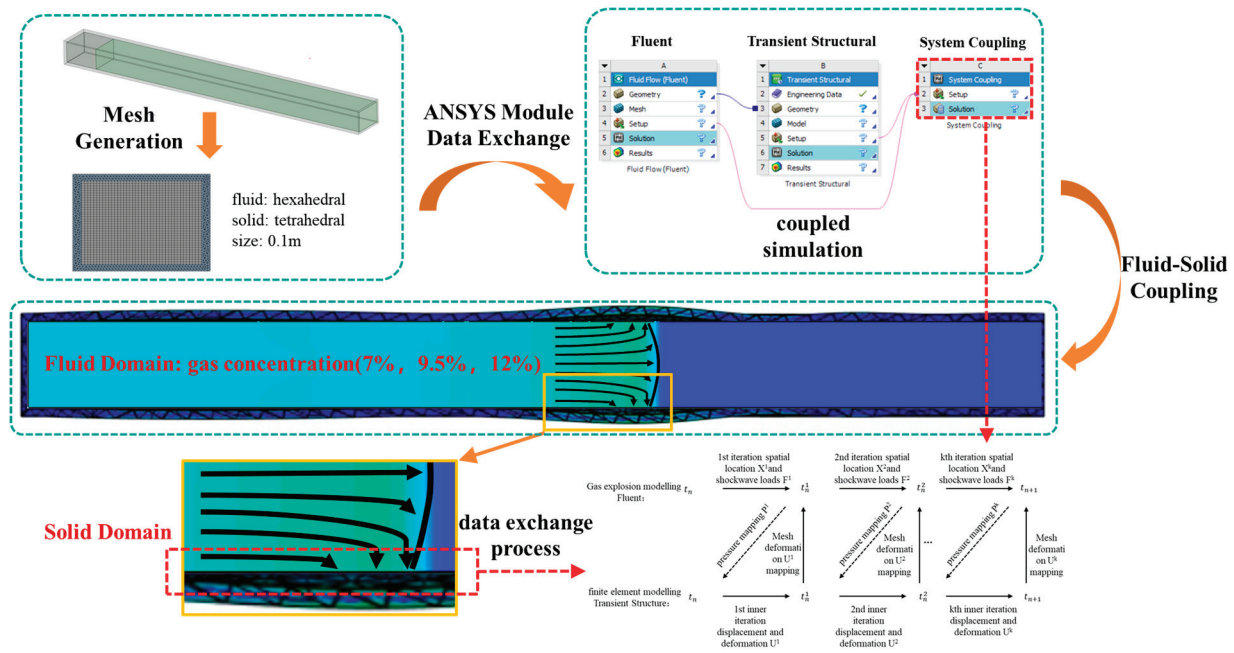 Mesh
Generation
fluid: hexahedral
solid: tetrahedral
size: 0.1m
ANSYS Module
Data Exchange
Fluent
A
1 Fluid Flow (Fluent)
2 Geometry ?
3 Mesh ?
4 Setup ?
5 Solution ?
6 Results ?
Fluid Flow (Fluent)
Transient Structural
B
1 Transient Structural
2 Engineering Data ✓
3 Geometry ?
4 Model ?
5 Setup ?
6 Solution ?
7 Results ?
Transient Structural
System Coupling
C
1 System Coupling
2 Setup ?
3 Solution ?
System Coupling
coupled
simulation
Fluid-Solid
Coupling
Fluid Domain: gas concentration(7%，9.5%，12%)
Solid Domain
data exchange
process
Gas explosion modelling
Fluent：
tₙ
1st iteration spatial
location X¹and
shockwave loads F¹
tₙ¹
2nd iteration spatial
location X²and
shockwave loads F²
tₙ²
kth iteration spatial
location Xᵏand
shockwave loads Fᵏ
tₙ₊₁
pressure mapping P¹
Mesh
deformati
on U¹
mapping
pressure mapping P²
Mesh
deformati
on U²
mapping
...
pressure mapping Pᵏ
Mesh
deformati
on Uᵏ
mapping
finite element modelling
Transient Structure：
tₙ
1st inner
iteration
displacement and
deformation U¹
tₙ¹
2nd inner
iteration
displacement and
deformation U²
tₙ²
kth inner iteration
displacement and
deformation Uᵏ
tₙ₊₁